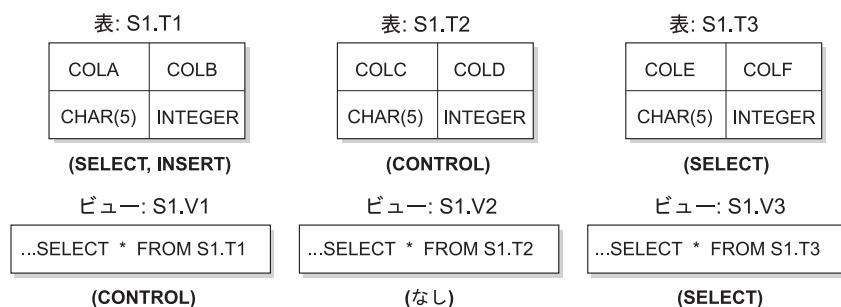 表: S1.T1
表: S1.T2
表: S1.T3
COLA COLB
COLC COLD
COLE COLF
CHAR(5) INTEGER
CHAR(5) INTEGER
CHAR(5) INTEGER
(SELECT, INSERT)
(CONTROL)
(SELECT)
ビュー: S1.V1
ビュー: S1.V2
ビュー: S1.V3
...SELECT * FROM S1.T1
...SELECT * FROM S1.T2
...SELECT * FROM S1.T3
(CONTROL)
(なし)
(SELECT)